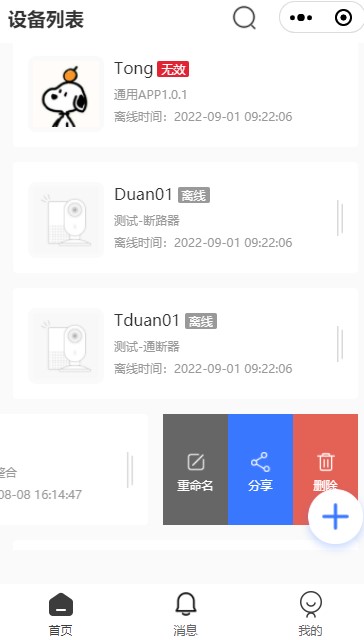 设备列表
Tong 无效
通用APP1.0.1
离线时间：2022-09-01 09:22:06
Duan01 离线
测试-断路器
离线时间：2022-09-01 09:22:06
Tduan01 离线
测试-通断器
离线时间：2022-09-01 09:22:06
整合
08-08 16:14:47
重命名 分享 删除
首页 消息 我的